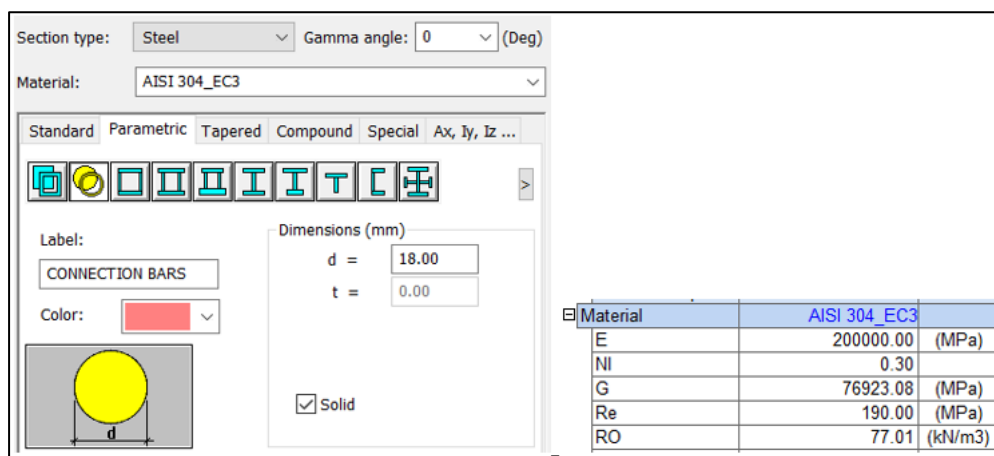 Section type: Steel Gamma angle: 0 (Deg)
Material: AISI 304_EC3
Standard Parametric Tapered Compound Special Ax, Iy, Iz ...
>
Label:
CONNECTION BARS
Color:
d
Dimensions (mm)
d = 18.00
t = 0.00
Solid
Material AISI 304_EC3
E 200000.00 (MPa)
NI 0.30
G 76923.08 (MPa)
Re 190.00 (MPa)
RO 77.01 (kN/m3)